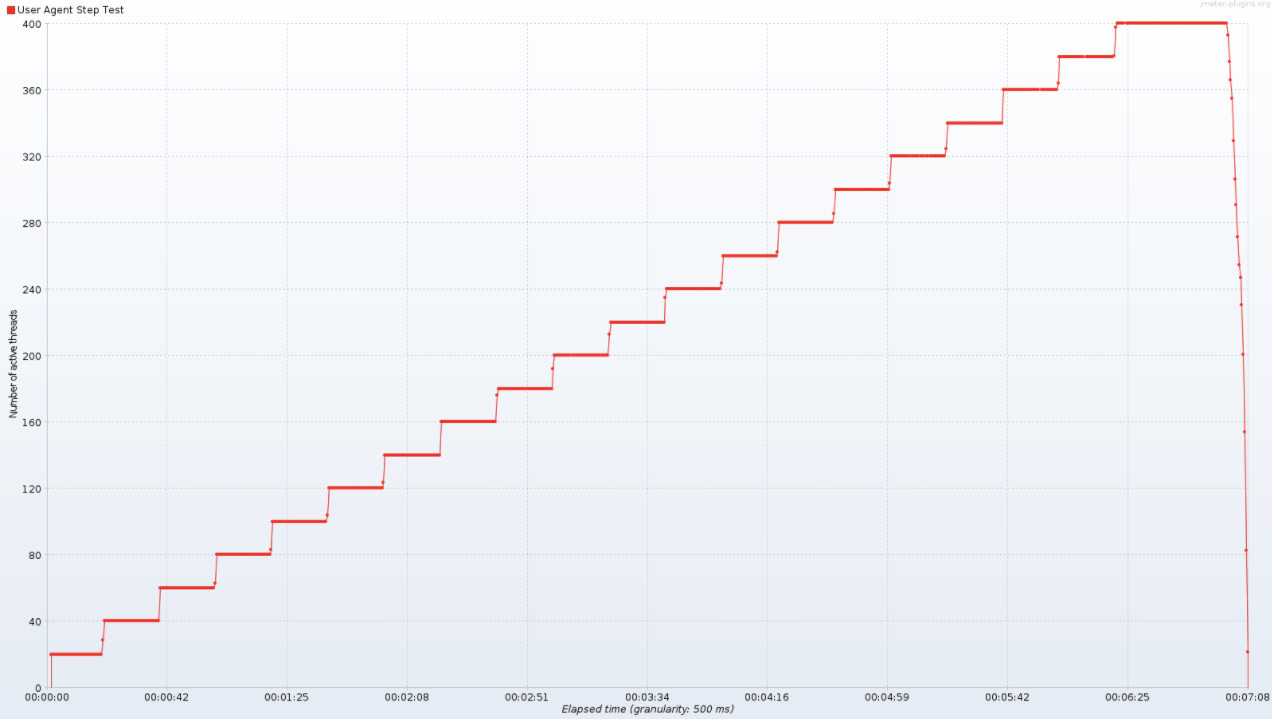 jmeter-plugins.org
User Agent Step Test
400
360
320
280
240
200
160
120
80
40
0
Number of active threads
00:00:00 00:00:42 00:01:25 00:02:08 00:02:51 00:03:34 00:04:16 00:04:59 00:05:42 00:06:25 00:07:08
Elapsed time (granularity: 500 ms)